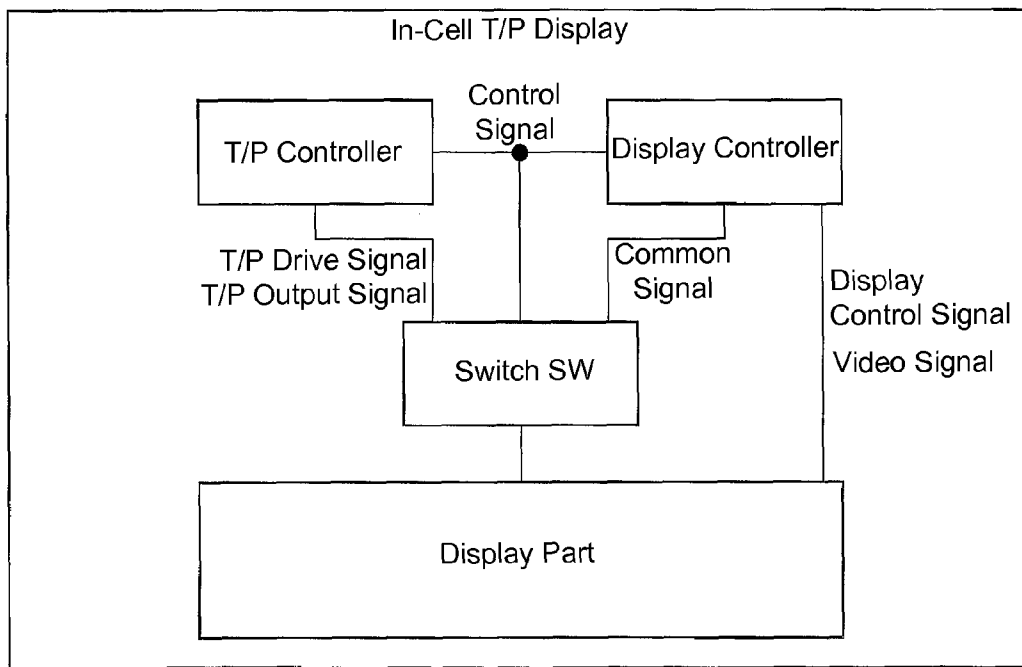 In-Cell T/P Display
Control
Signal
T/P Controller
Display Controller
T/P Drive Signal
T/P Output Signal
Common
Signal
Display
Control Signal
Video Signal
Switch SW
Display Part